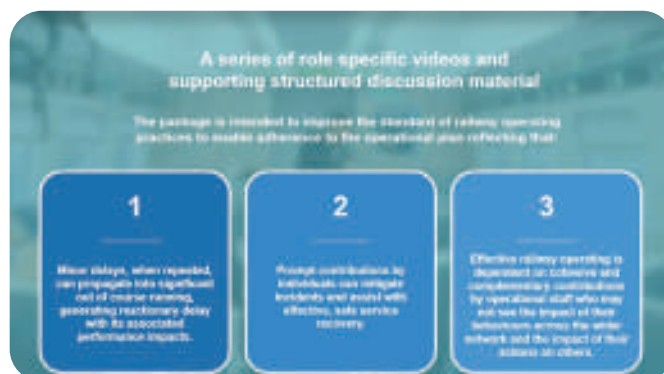 A series of role specific videos and
supporting structured discussion material
The package is intended to improve the standard of railway operating
practices to enable adherence to the operational plan reflecting that:
1
2
3
Minor delays, when repeated,
can propagate into significant
out of course running,
generating reactionary delay
with its associated
performance impacts.
Prompt contributions by
individuals can mitigate
incidents and assist with
effective, safe service
recovery.
Effective railway operating is
dependent on cohesive and
complementary contributions
by operational staff who may
not see the impact of their
behaviours across the wider
network and the impact of their
actions on others.